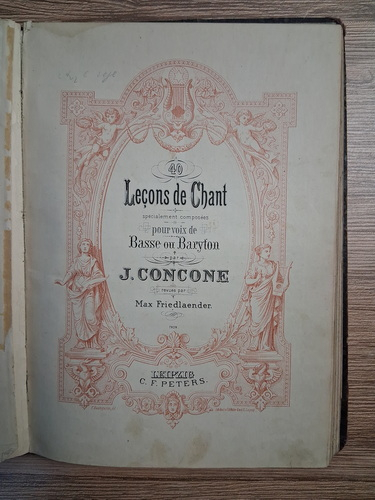 40
Leçons de Chant
spécialement composées
pour voix de
Basse ou Baryton
par
J. CONCONE
revues par
Max Friedlaender.
LEIPZIG
C. F. PETERS.